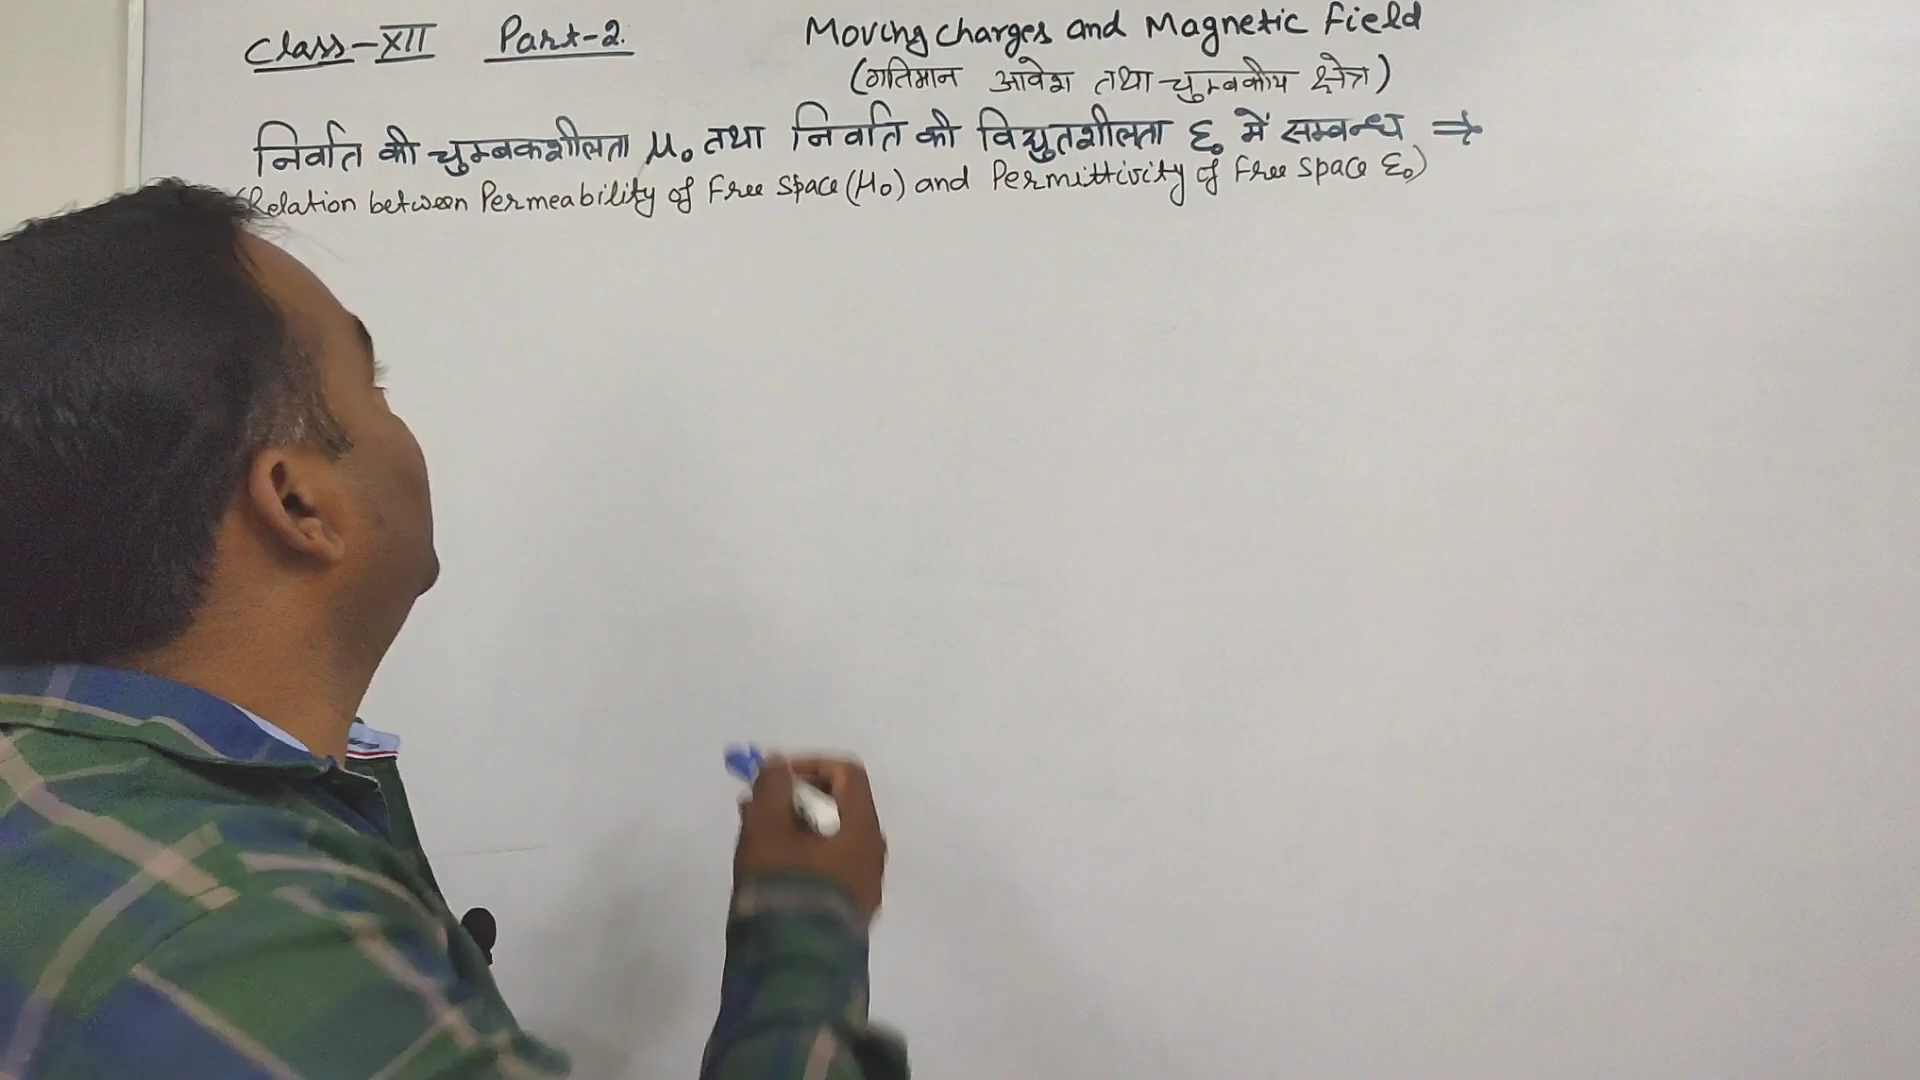 Class-XII Part-2. Moving charges and Magnetic field
(गतिमान आवेश तथा चुम्बकीय क्षेत्र)
निर्वात की चुम्बकशीलता μ₀ तथा निर्वात की विद्युतशीलता ε₀ में सम्बन्ध ⇒
(Relation between Permeability of Free Space (μ₀) and Permittivity of free space ε₀)